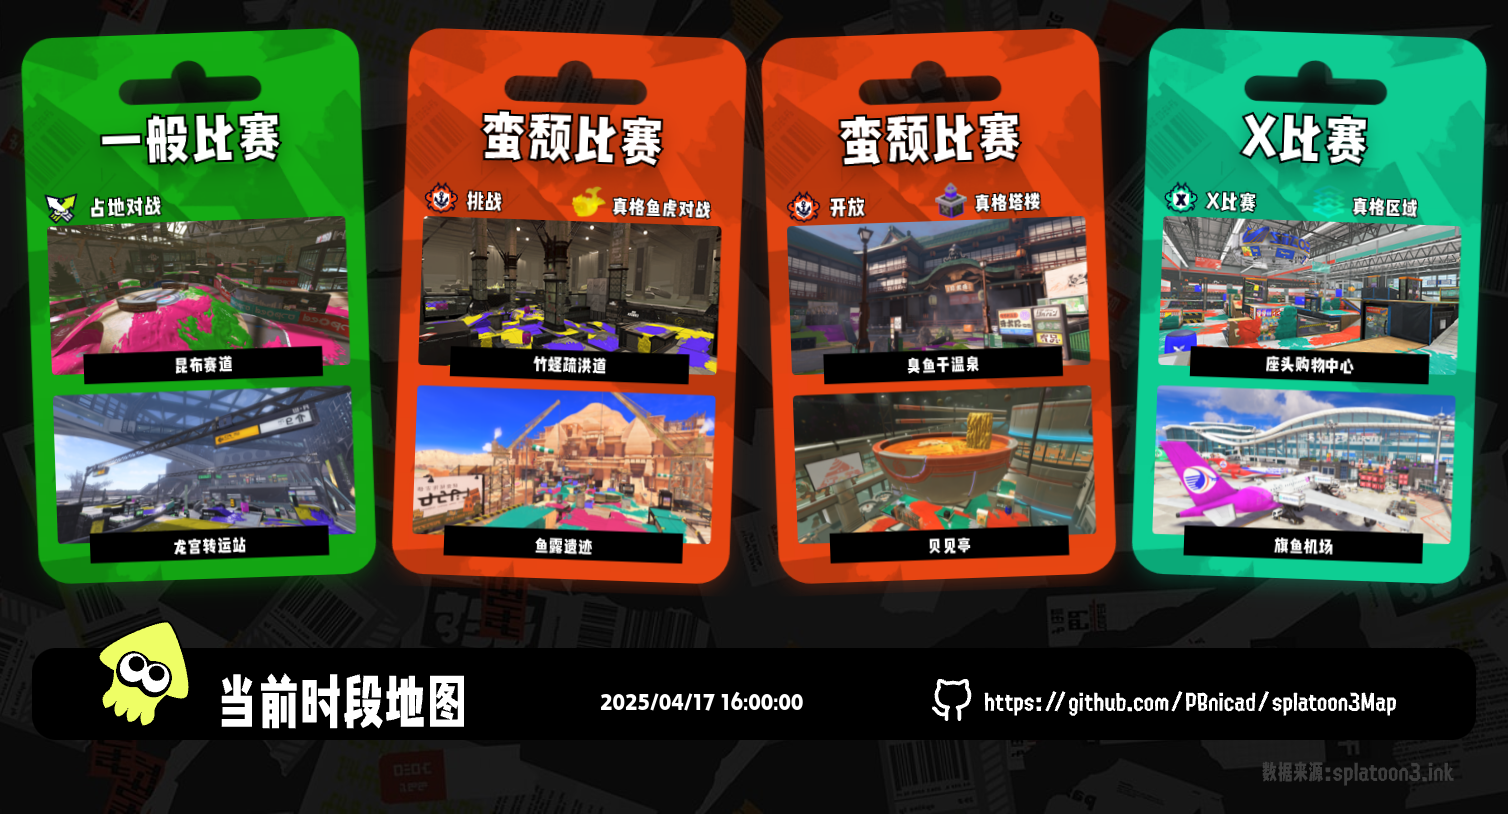 一般比赛
占地对战
昆布赛道
龙宫转运站
蛮颓比赛
挑战
真格鱼虎对战
竹蛏疏洪道
鱼露遗迹
蛮颓比赛
开放
真格塔楼
臭鱼干温泉
贝见亭
X比赛
X比赛
真格区域
座头购物中心
旗鱼机场
当前时段地图
2025/04/17 16:00:00
https://github.com/PBnicad/splatoon3Map
数据来源:splatoon3.ink